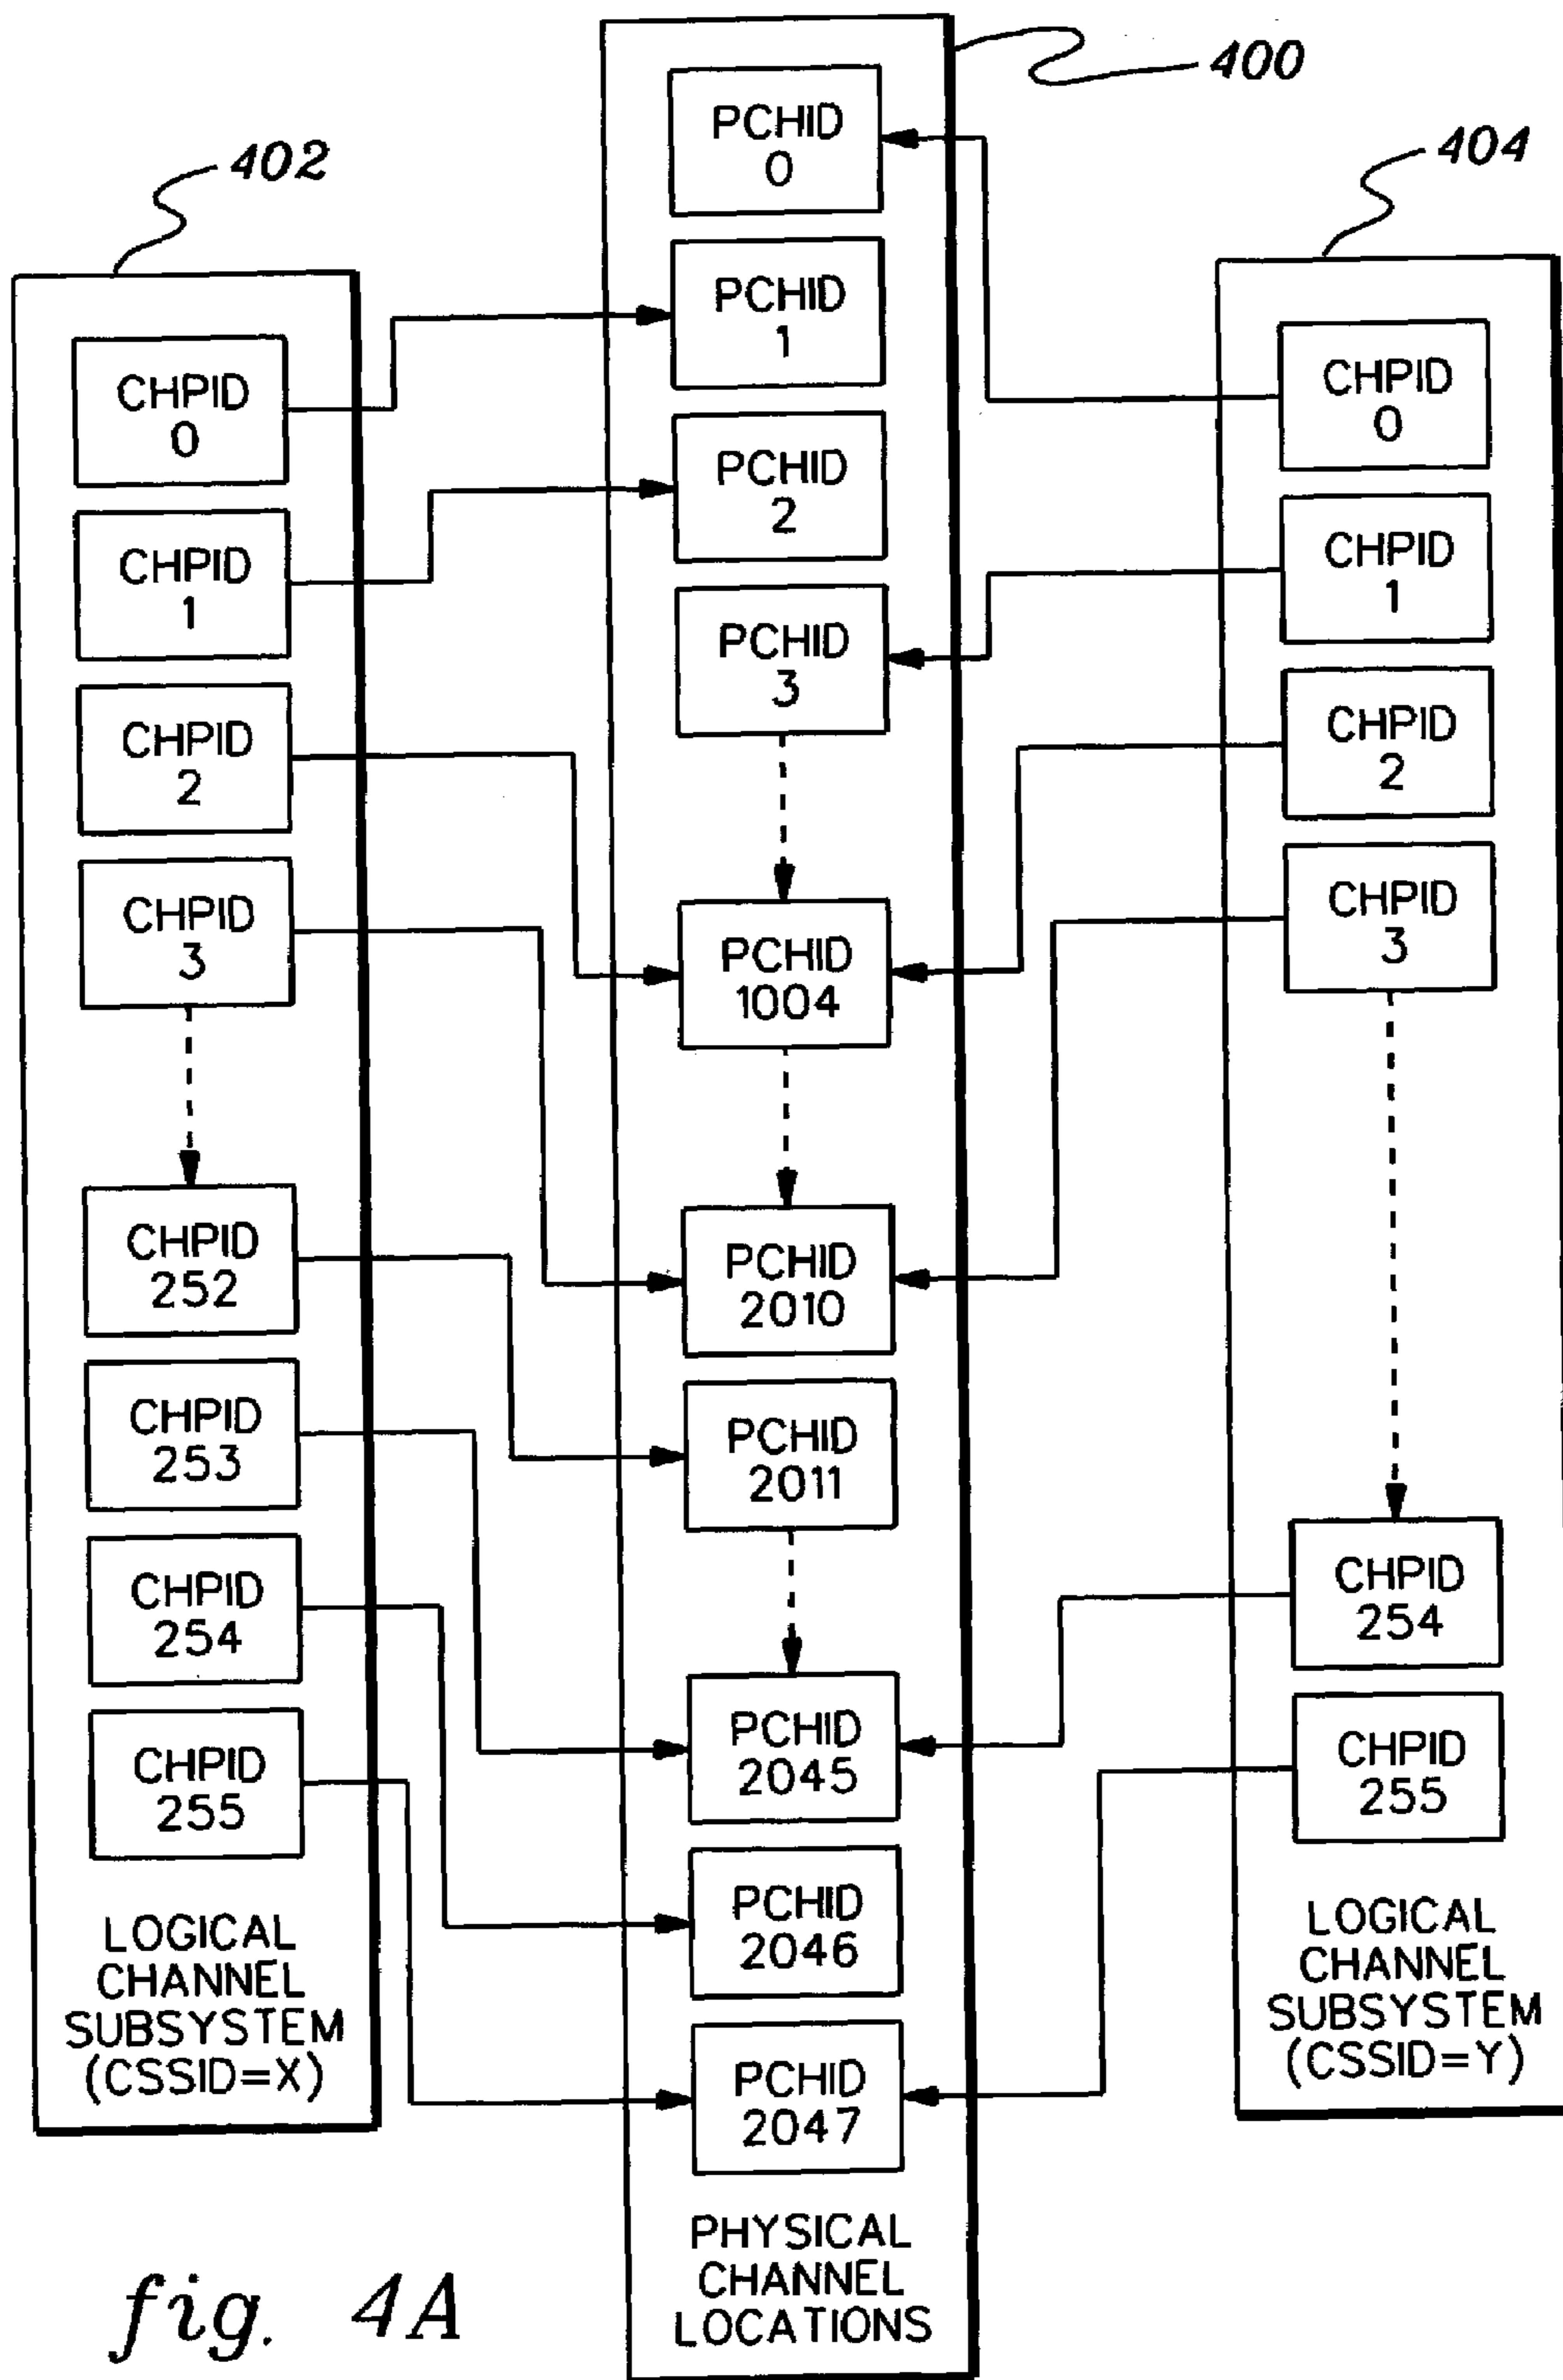 400
PCHID
0
PCHID
1
PCHID
2
PCHID
3
PCHID
1004
PCHID
2010
PCHID
2011
PCHID
2045
PCHID
2046
PCHID
2047
PHYSICAL
CHANNEL
LOCATIONS
402
CHPID
0
CHPID
1
CHPID
2
CHPID
3
CHPID
252
CHPID
253
CHPID
254
CHPID
255
LOGICAL
CHANNEL
SUBSYSTEM
(CSSID=X)
404
CHPID
0
CHPID
1
CHPID
2
CHPID
3
CHPID
254
CHPID
255
LOGICAL
CHANNEL
SUBSYSTEM
(CSSID=Y)
fig. 4A